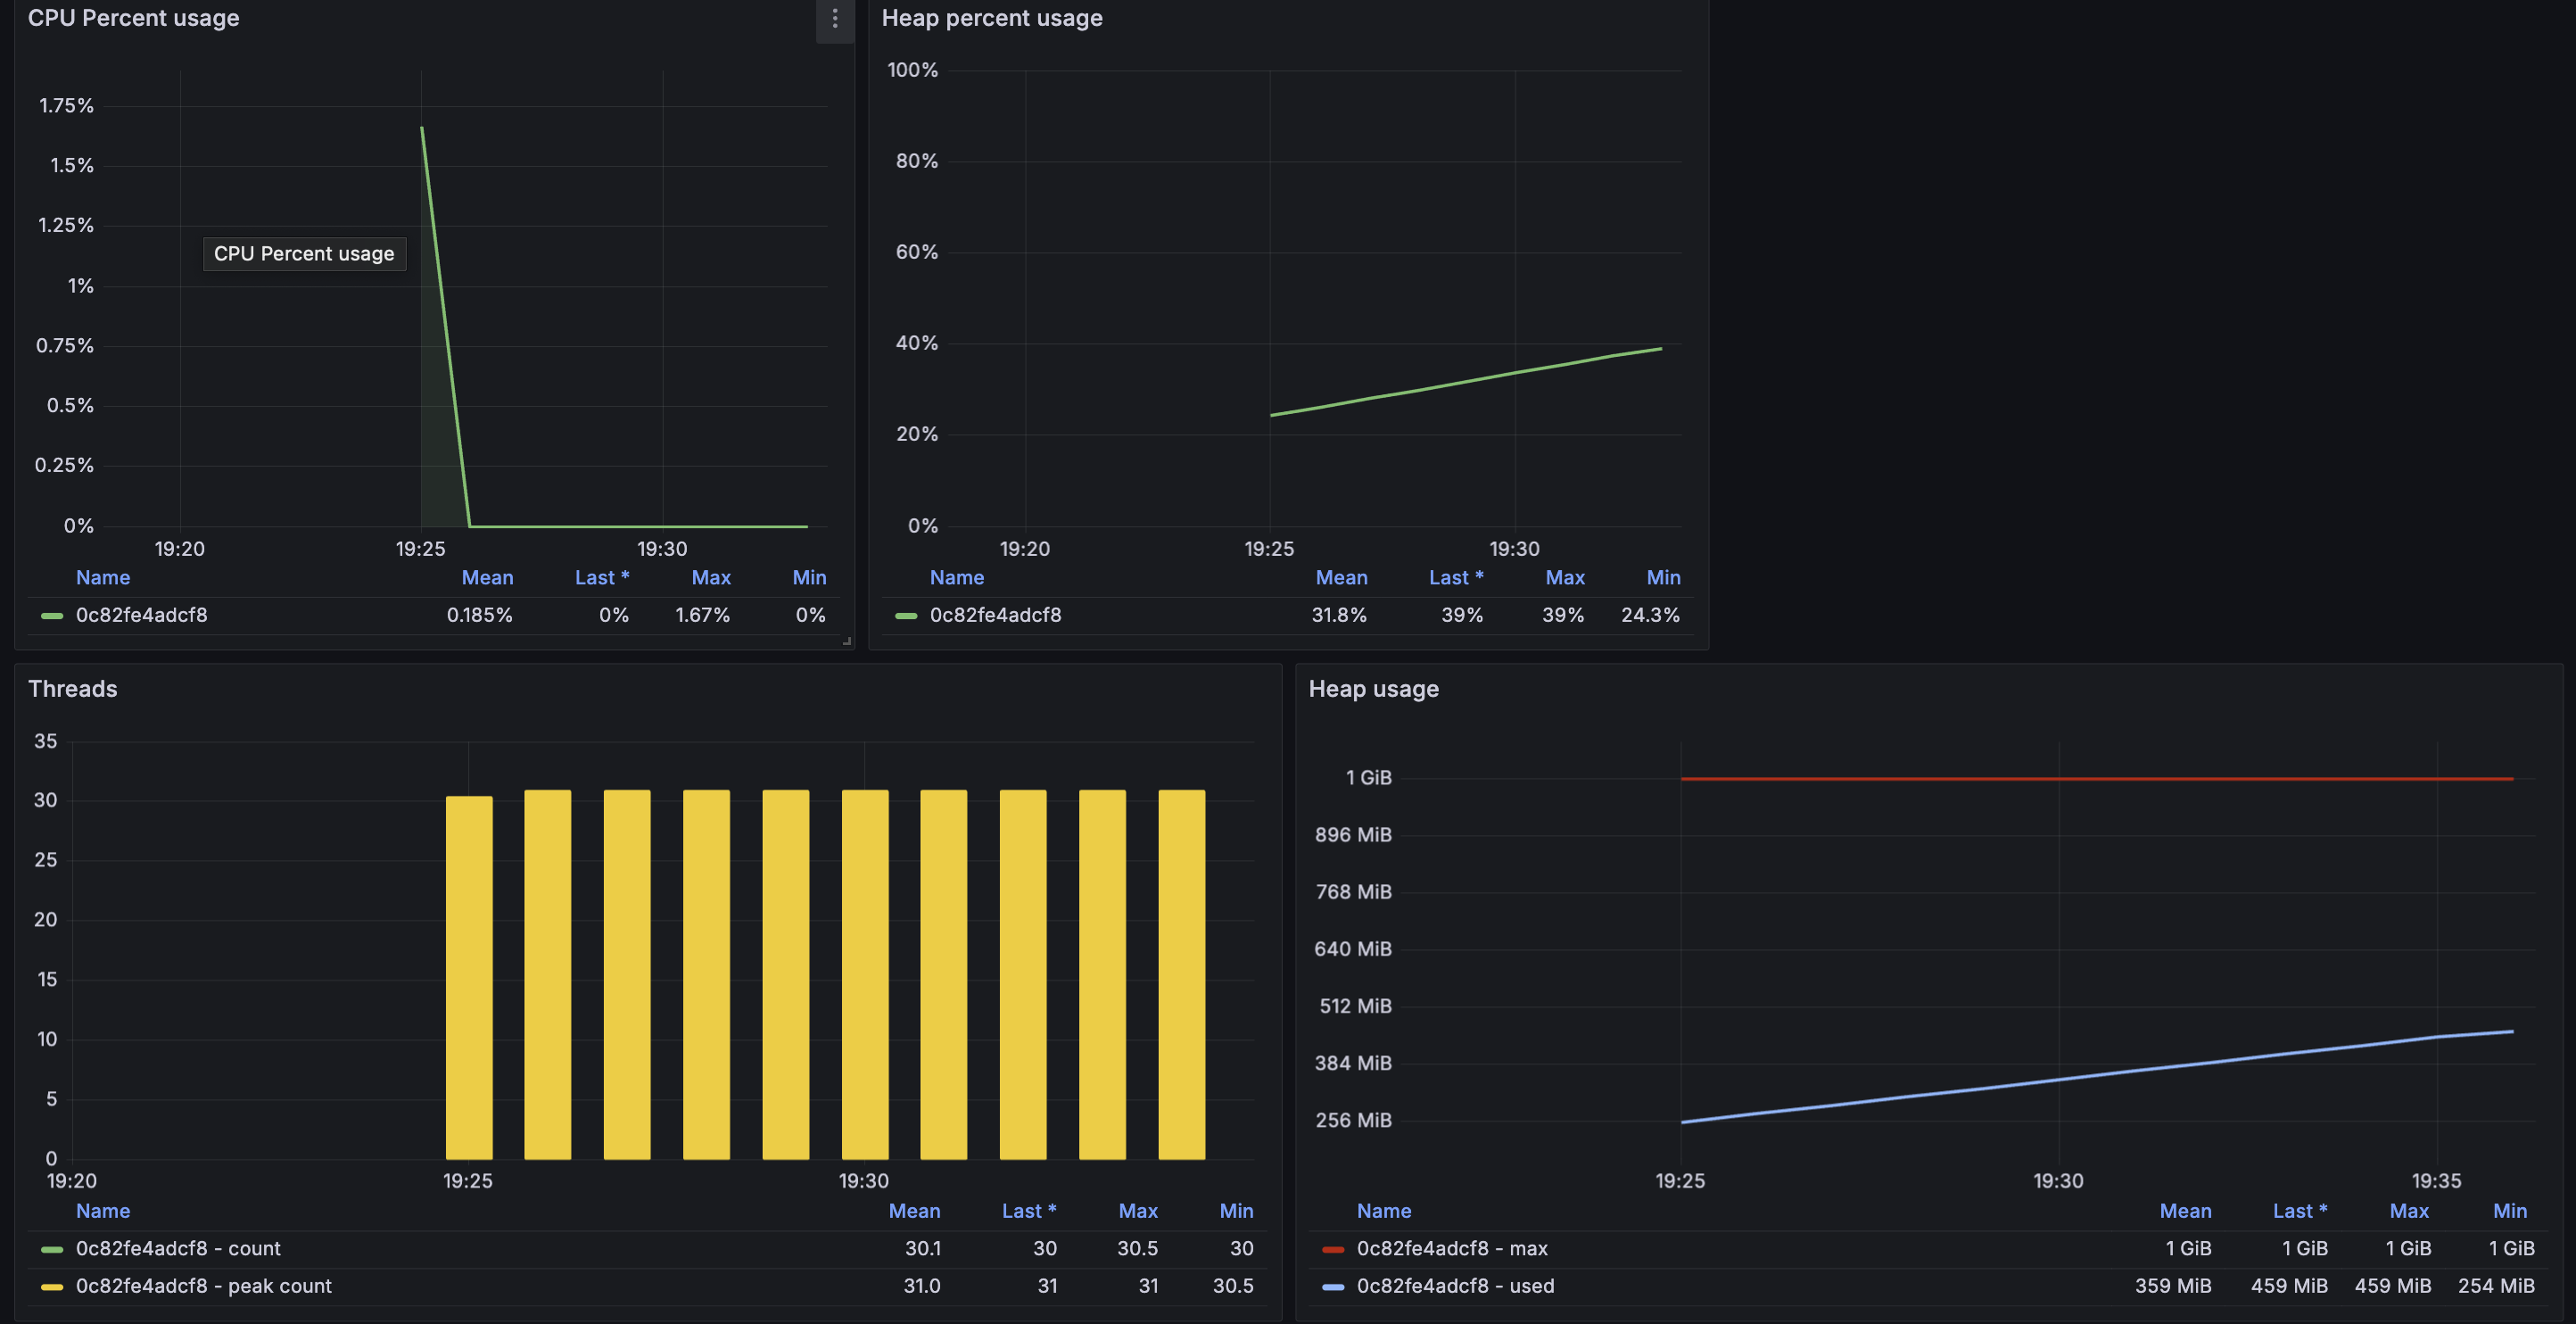 CPU Percent usage
1.75%
1.5%
1.25%
1%
0.75%
0.5%
0.25%
0%
19:20 19:25 19:30
CPU Percent usage
Name Mean Last * Max Min
0c82fe4adcf8 0.185% 0% 1.67% 0%
Heap percent usage
100%
80%
60%
40%
20%
0%
19:20 19:25 19:30
Name Mean Last * Max Min
0c82fe4adcf8 31.8% 39% 39% 24.3%
Threads
35
30
25
20
15
10
5
0
19:20 19:25 19:30
Name Mean Last * Max Min
0c82fe4adcf8 - count 30.1 30 30.5 30
0c82fe4adcf8 - peak count 31.0 31 31 30.5
Heap usage
1 GiB
896 MiB
768 MiB
640 MiB
512 MiB
384 MiB
256 MiB
19:25 19:30 19:35
Name Mean Last * Max Min
0c82fe4adcf8 - max 1 GiB 1 GiB 1 GiB 1 GiB
0c82fe4adcf8 - used 359 MiB 459 MiB 459 MiB 254 MiB